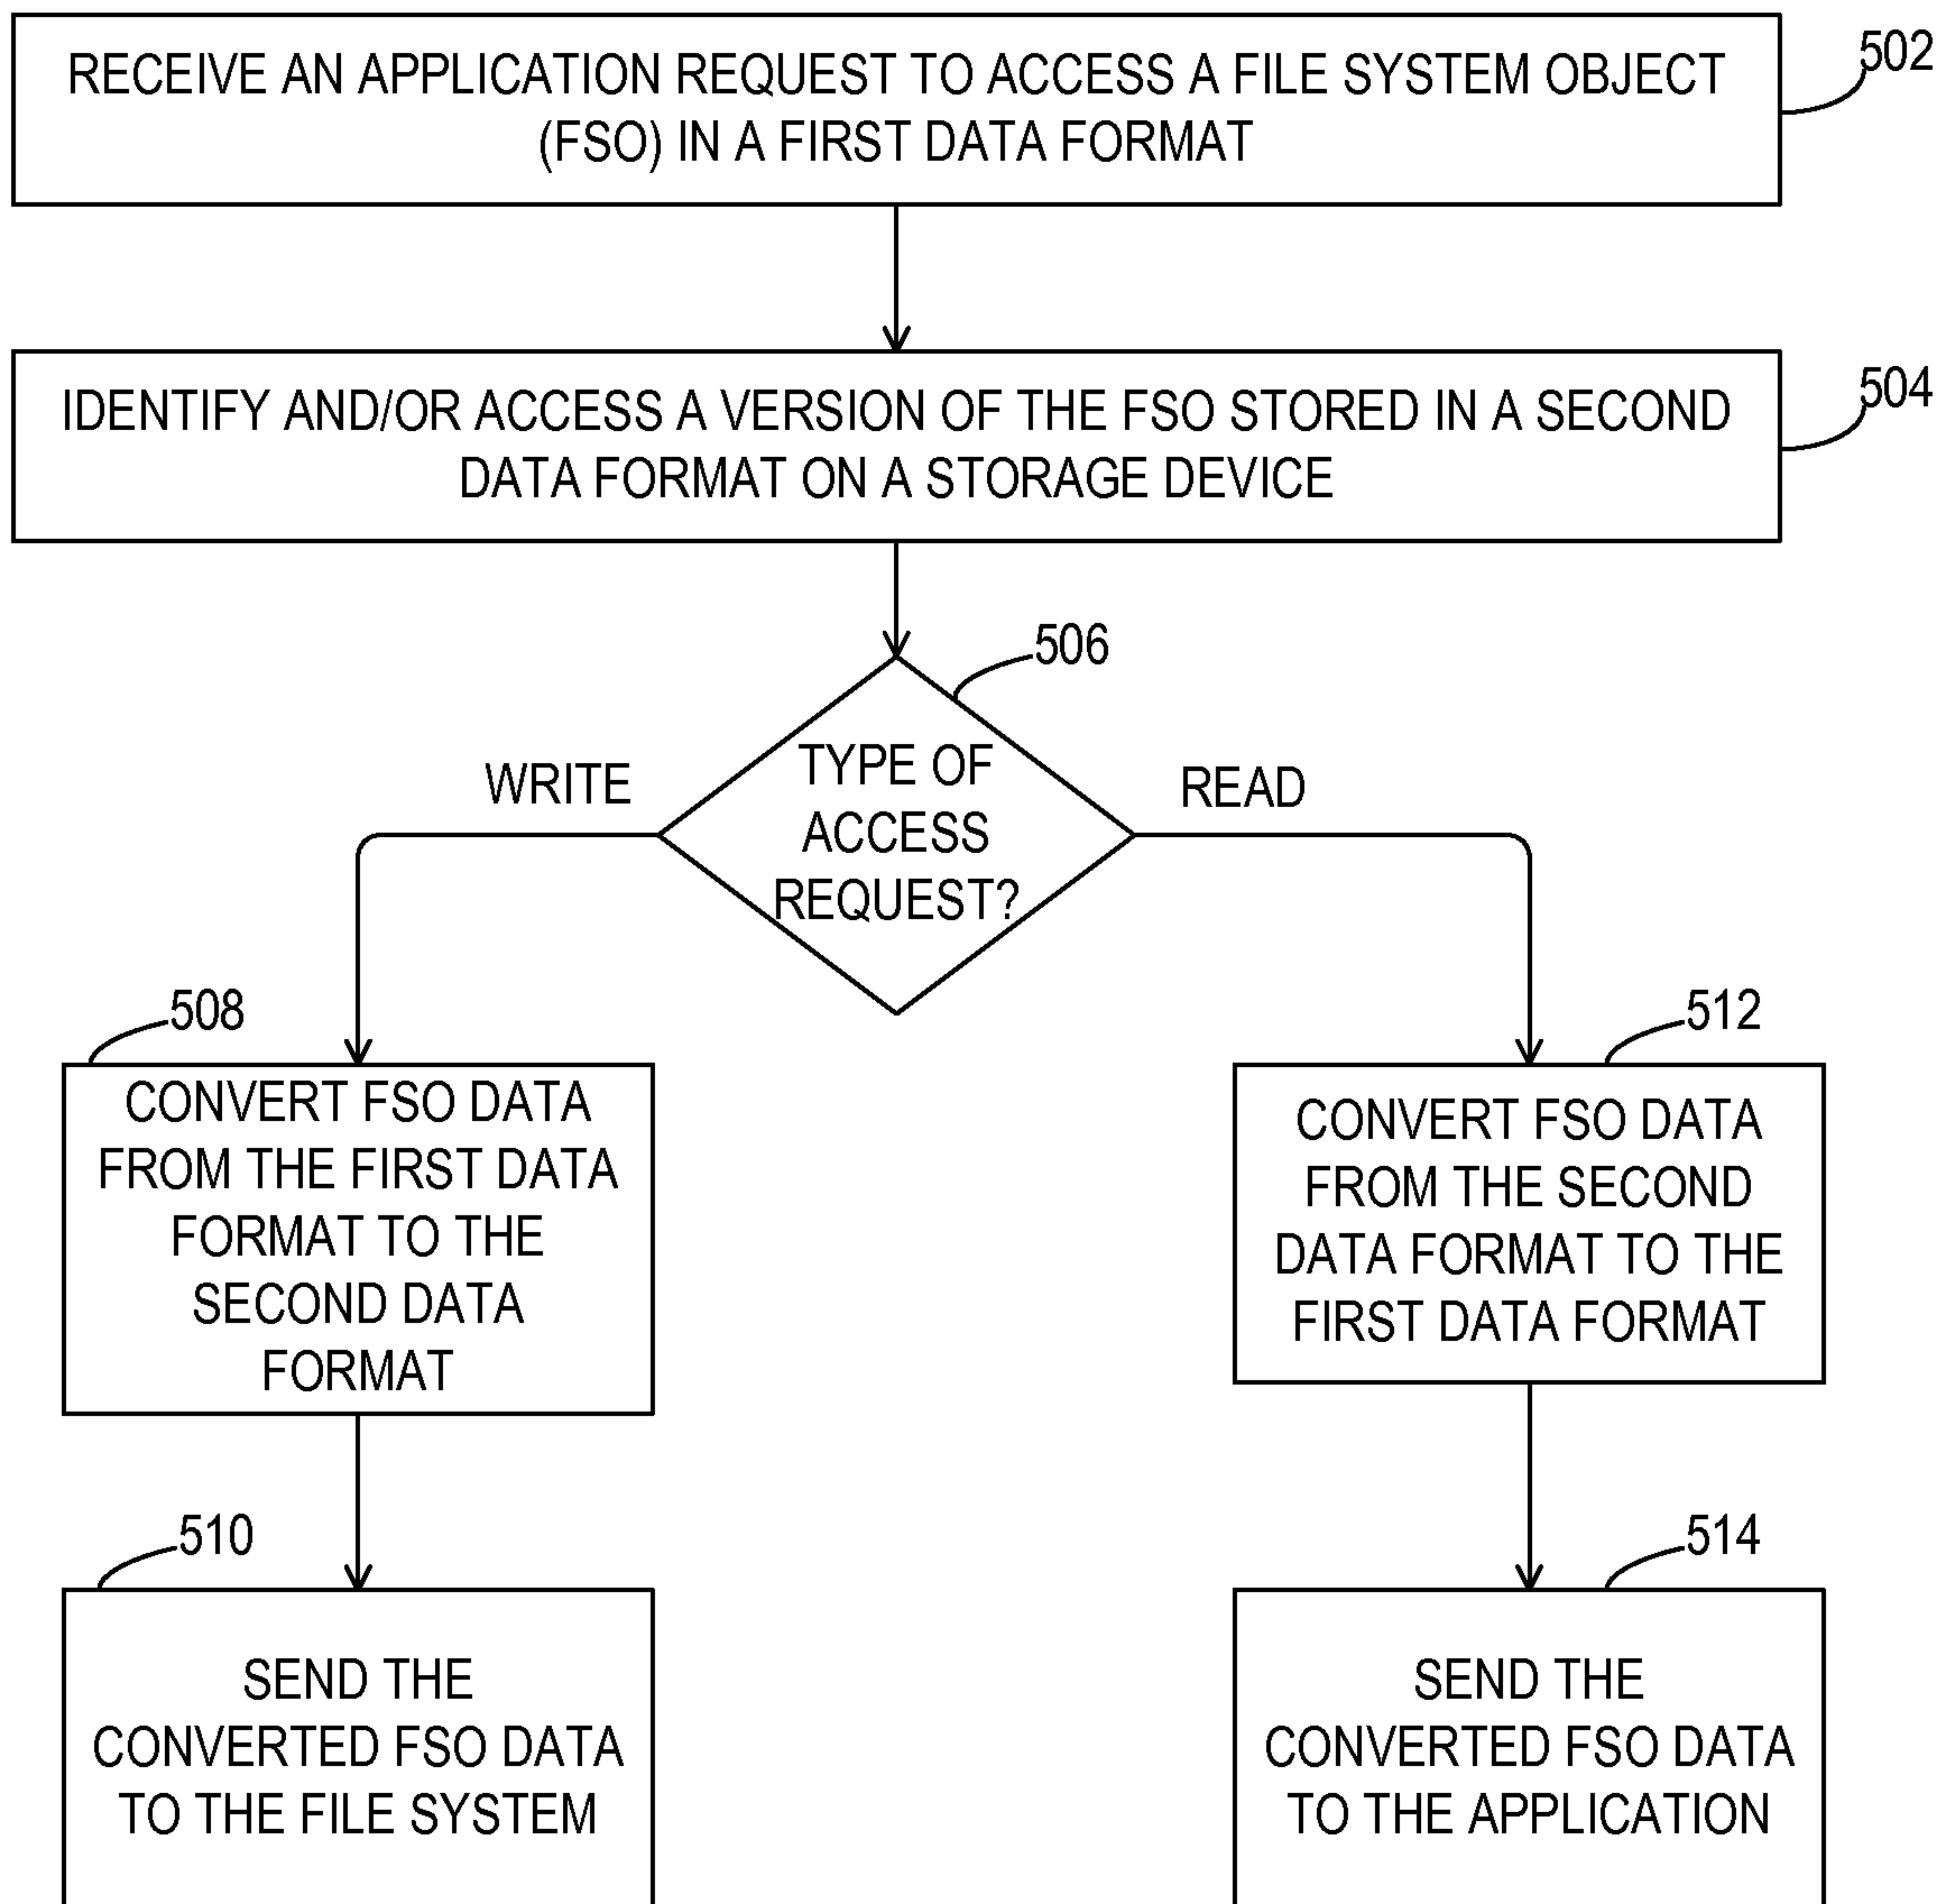 RECEIVE AN APPLICATION REQUEST TO ACCESS A FILE SYSTEM OBJECT
(FSO) IN A FIRST DATA FORMAT
502
IDENTIFY AND/OR ACCESS A VERSION OF THE FSO STORED IN A SECOND
DATA FORMAT ON A STORAGE DEVICE
504
506
TYPE OF
ACCESS
REQUEST?
WRITE
READ
508
CONVERT FSO DATA
FROM THE FIRST DATA
FORMAT TO THE
SECOND DATA
FORMAT
512
CONVERT FSO DATA
FROM THE SECOND
DATA FORMAT TO THE
FIRST DATA FORMAT
510
SEND THE
CONVERTED FSO DATA
TO THE FILE SYSTEM
514
SEND THE
CONVERTED FSO DATA
TO THE APPLICATION